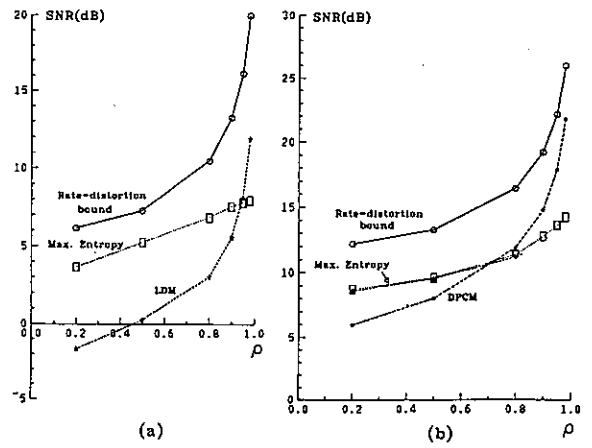 SNR(dB)
20
15
10
5
0
-5
Rate-distortion
bound
Max. Entropy
LDM
0.0 0.2 0.4 0.6 0.8 1.0
ρ
(a)
SNR(dB)
30
25
20
15
10
5
0
Rate-distortion
bound
Max. Entropy
DPCM
0.0 0.2 0.4 0.6 0.8 1.0
ρ
(b)